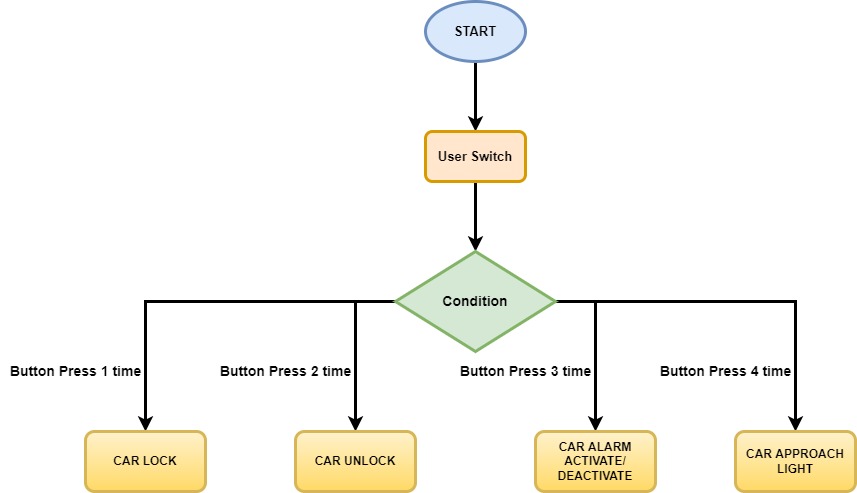 START
User Switch
Condition
Button Press 1 time
Button Press 2 time
Button Press 3 time
Button Press 4 time
CAR LOCK
CAR UNLOCK
CAR ALARM
ACTIVATE/
DEACTIVATE
CAR APPROACH
LIGHT